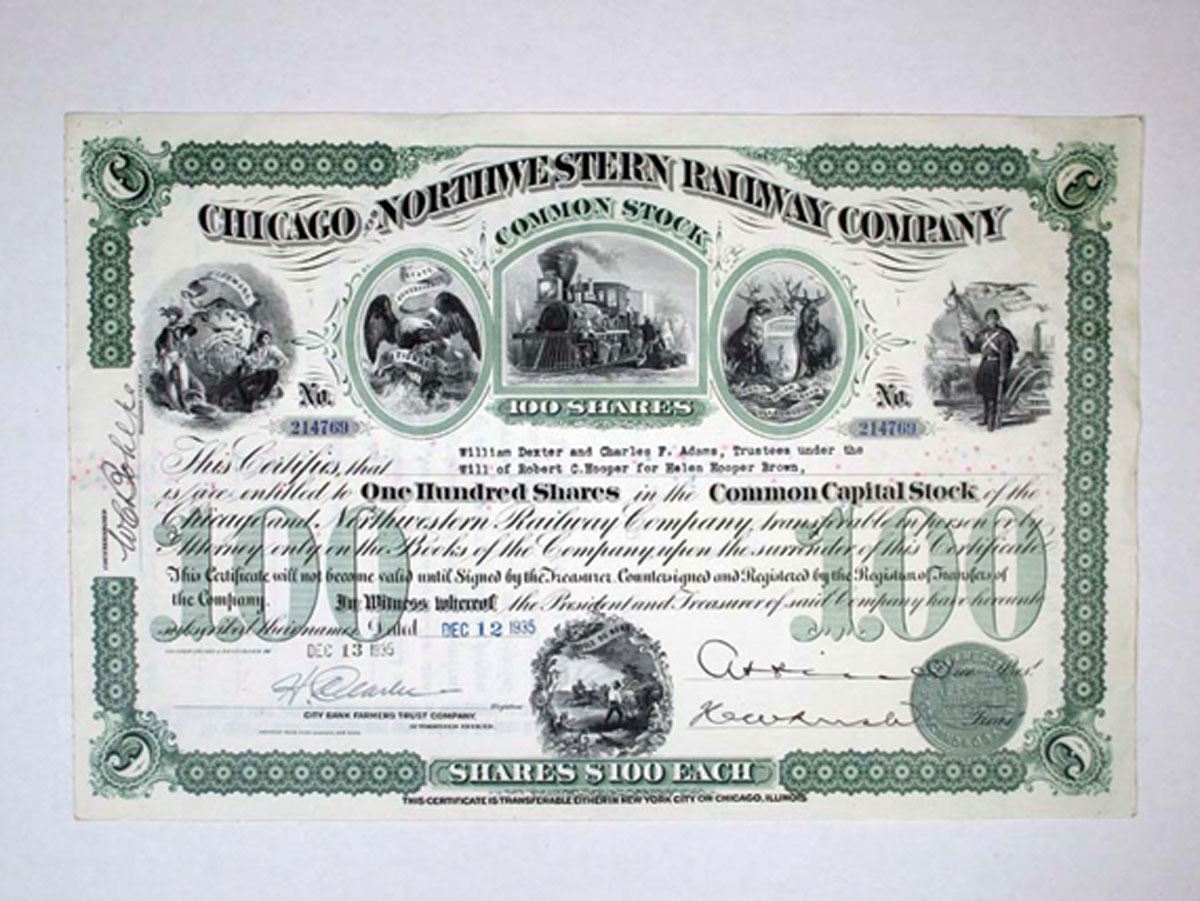 CHICAGO AND NORTHWESTERN RAILWAY COMPANY
COMMON STOCK
100 SHARES
No.
214769
No.
214769
This Certifies, that William Dexter and Charles F. Adams, Trustees under the
Will of Robert C.Hooper for Helen Hooper Brown,
is/are entitled to One Hundred Shares in the Common Capital Stock of the
Chicago and Northwestern Railway Company, transferable in person or by
Attorney, only on the Books of the Company upon the surrender of this Certificate
This Certificate will not become valid until Signed by the Treasurer, Countersigned and Registered by the Registrar of Transfers of
the Company. In Witness whereof the President and Treasurer of said Company have hereunto
subscribed their names Dated DEC 12 1935
100
100
DEC 13 1935
CITY BANK FARMERS TRUST COMPANY,
SHARES $100 EACH
THIS CERTIFICATE IS TRANSFERABLE EITHER IN NEW YORK CITY OR CHICAGO, ILLINOIS